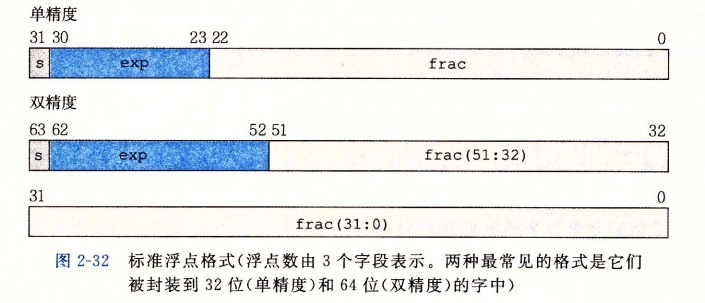 单精度
31 30 23 22 0
s exp frac
双精度
63 62 52 51 32
s exp frac(51:32)
31 0
frac(31:0)
图 2-32 标准浮点格式(浮点数由 3 个字段表示。两种最常见的格式是它们
被封装到 32 位(单精度)和 64 位(双精度)的字中)